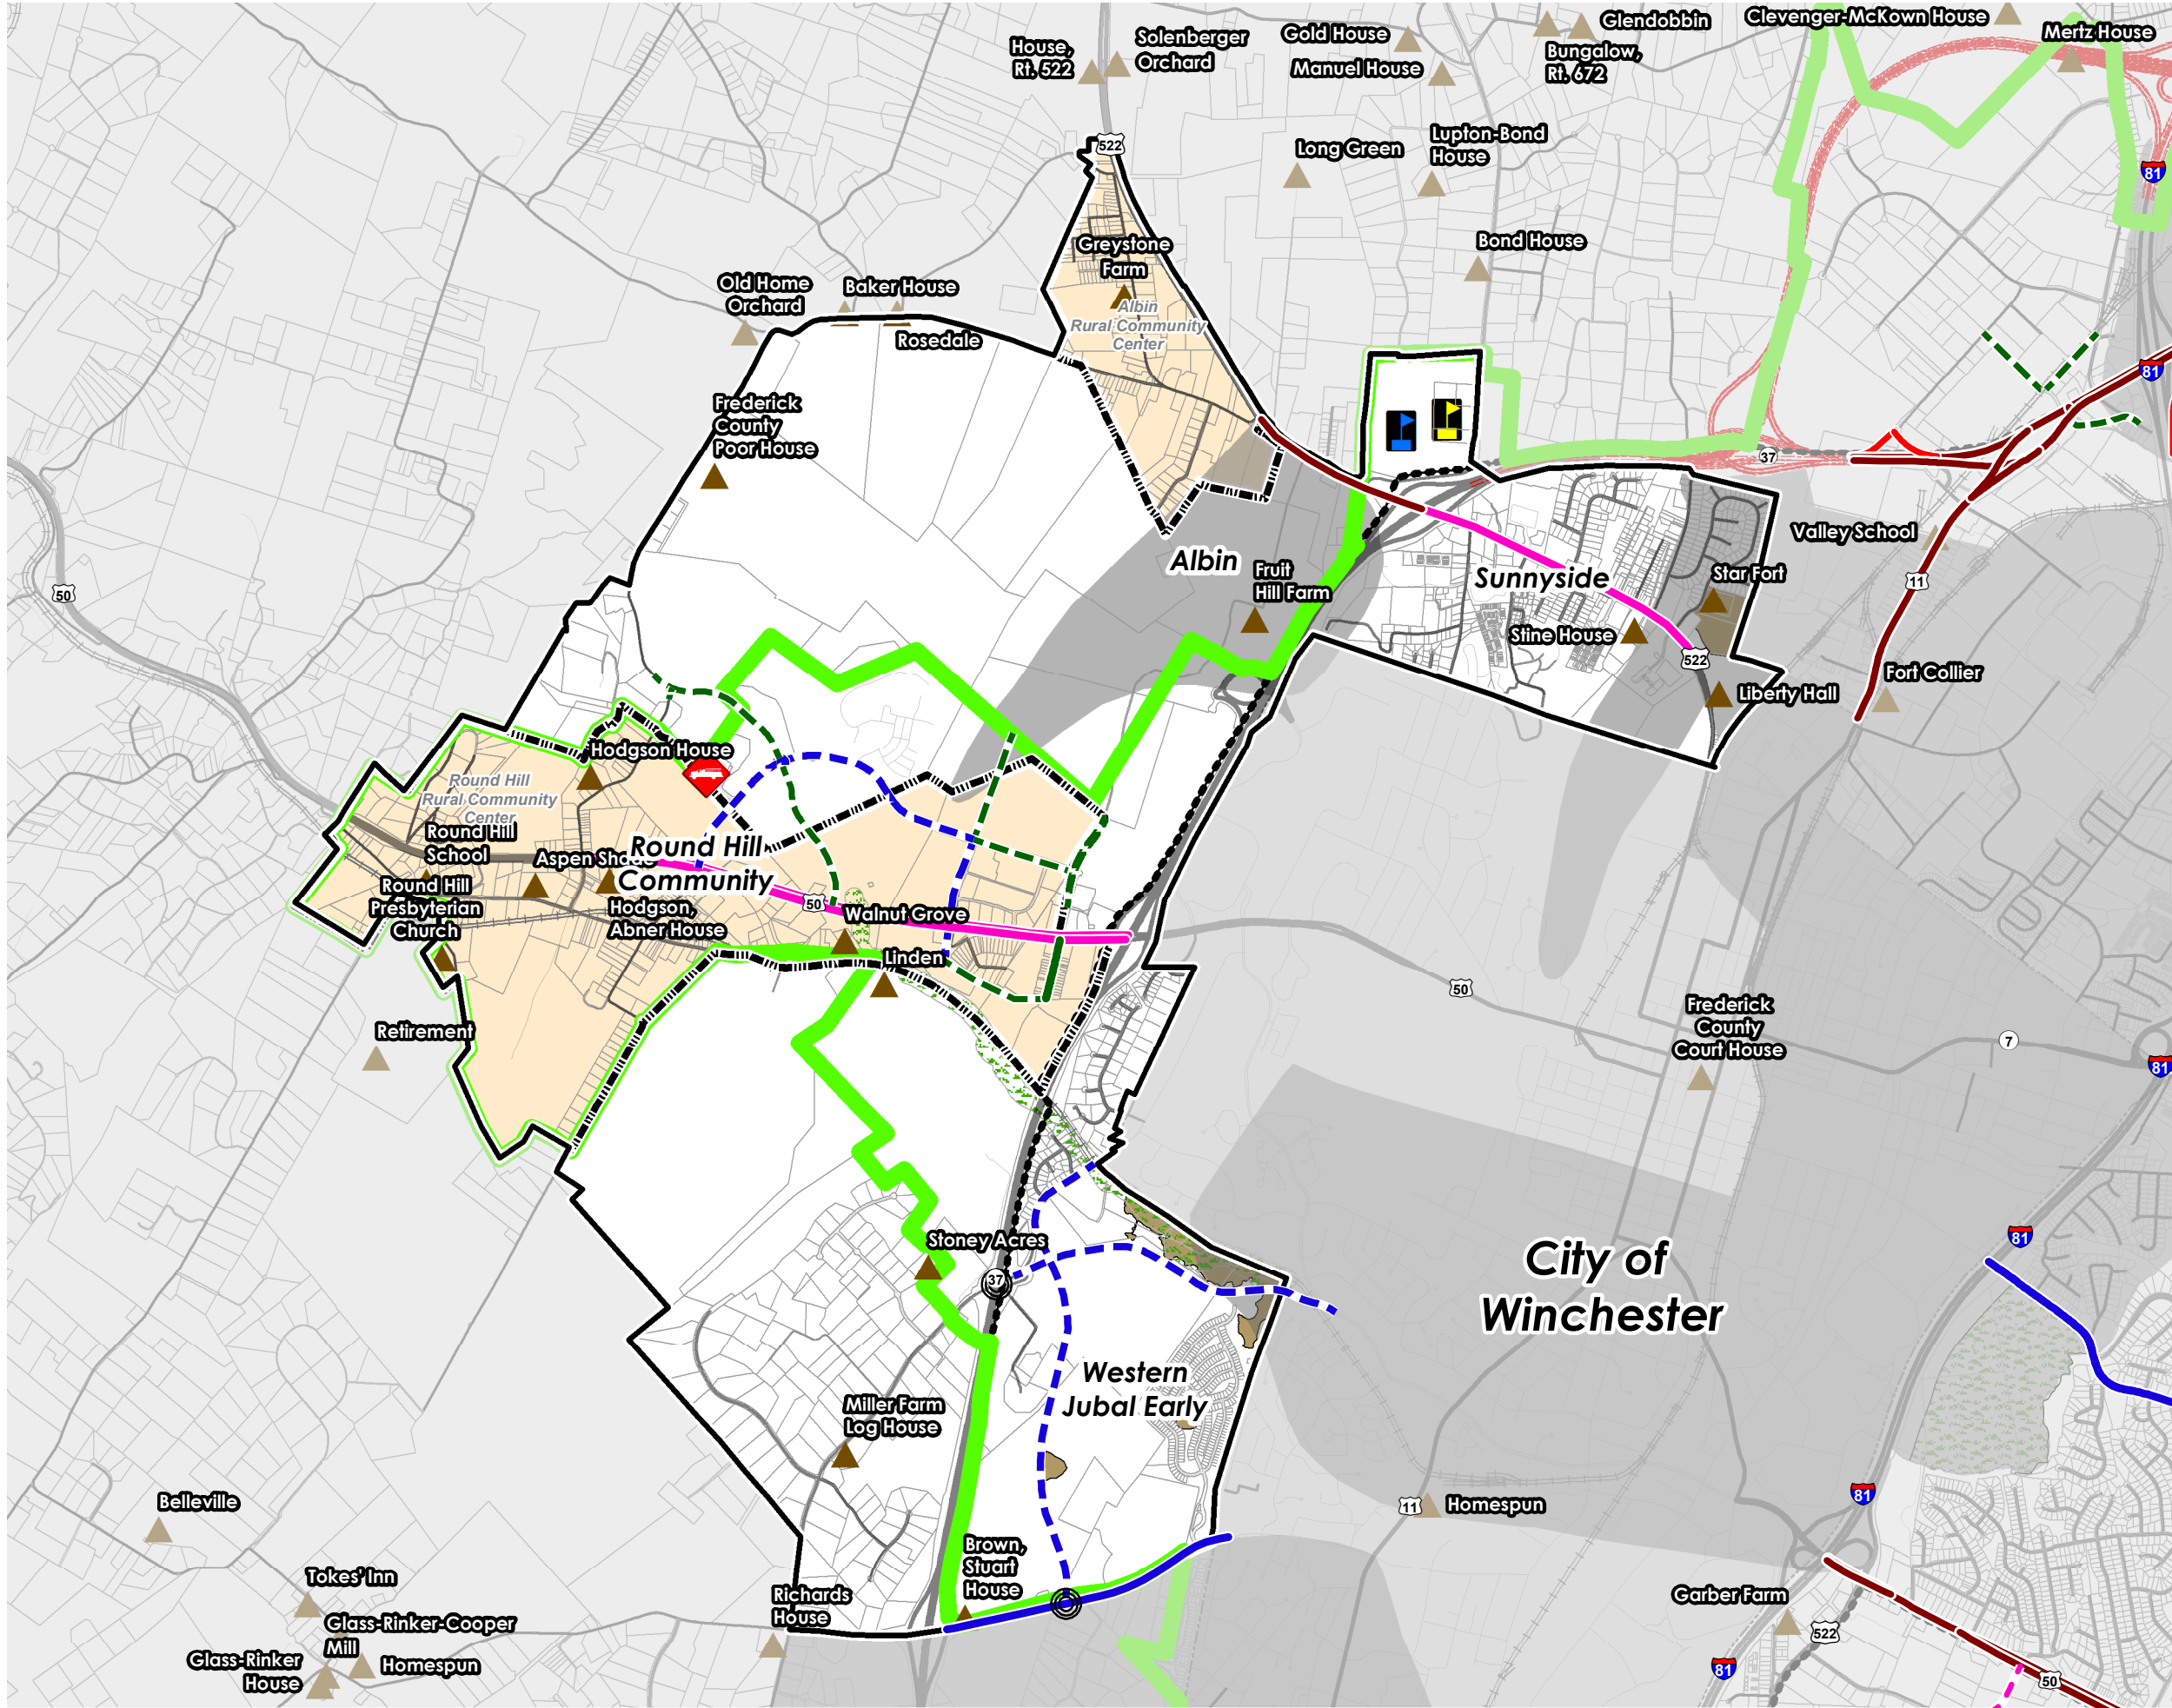 Clevenger-McKown House
Glendobbin
Mertz House
Gold House
Solenberger
Orchard
House,
Rt. 522
Bungalow,
Rt. 672
Manuel House
Lupton-Bond
House
Long Green
522
81
Greystone
Farm
Bond House
Old Home
Orchard
Baker House
Albin
Rural Community
Center
Rosedale
81
Frederick
County
Poor House
37
Valley School
Albin
Fruit
Hill Farm
Sunnyside
Star Fort
11
50
Stine House
522
Liberty Hall
Fort Collier
Hodgson House
Round Hill
Rural Community
Center
Round Hill
School
Round Hill
Community
Aspen Shade
Round Hill
Presbyterian
Church
Hodgson,
Abner House
50
Walnut Grove
Linden
50
Frederick
County
Court House
7
81
Retirement
Stoney Acres
37
81
City of
Winchester
Western
Jubal Early
Miller Farm
Log House
81
Belleville
11
Homespun
Brown,
Stuart
House
Tokes' Inn
Richards
House
Garber Farm
Glass-Rinker-Cooper
Mill
522
Glass-Rinker
House
Homespun
81
50